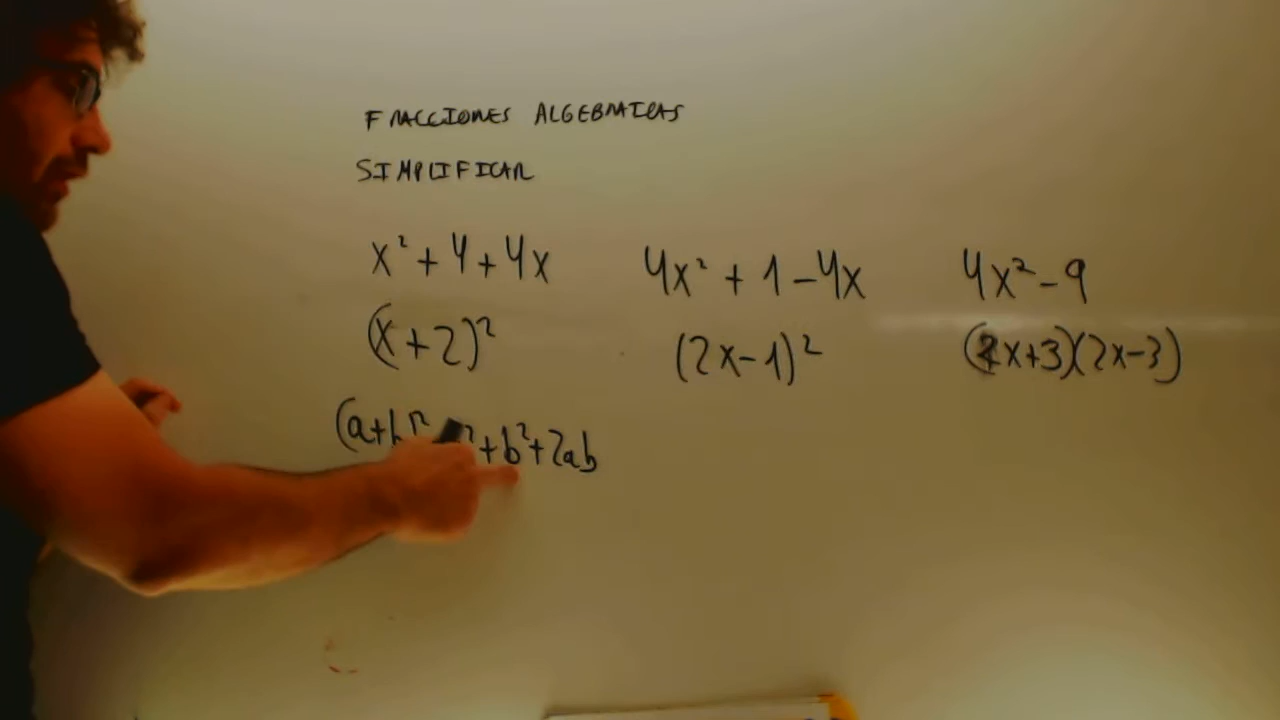 FRACCIONES ALGEBRAICAS
SIMPLIFICAR
x² + 4 + 4x 4x² + 1 - 4x 4x² - 9
(x + 2)² (2x - 1)² (2x+3)(2x-3)
(a+b)² + b² + 2ab